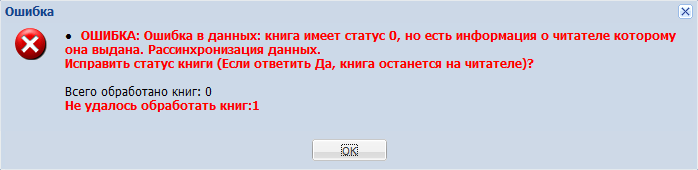 Ошибка
• ОШИБКА: Ошибка в данных: книга имеет статус 0, но есть информация о читателе которому
она выдана. Рассинхронизация данных.
Исправить статус книги (Если ответить Да, книга останется на читателе)?
Всего обработано книг: 0
Не удалось обработать книг:1
OK